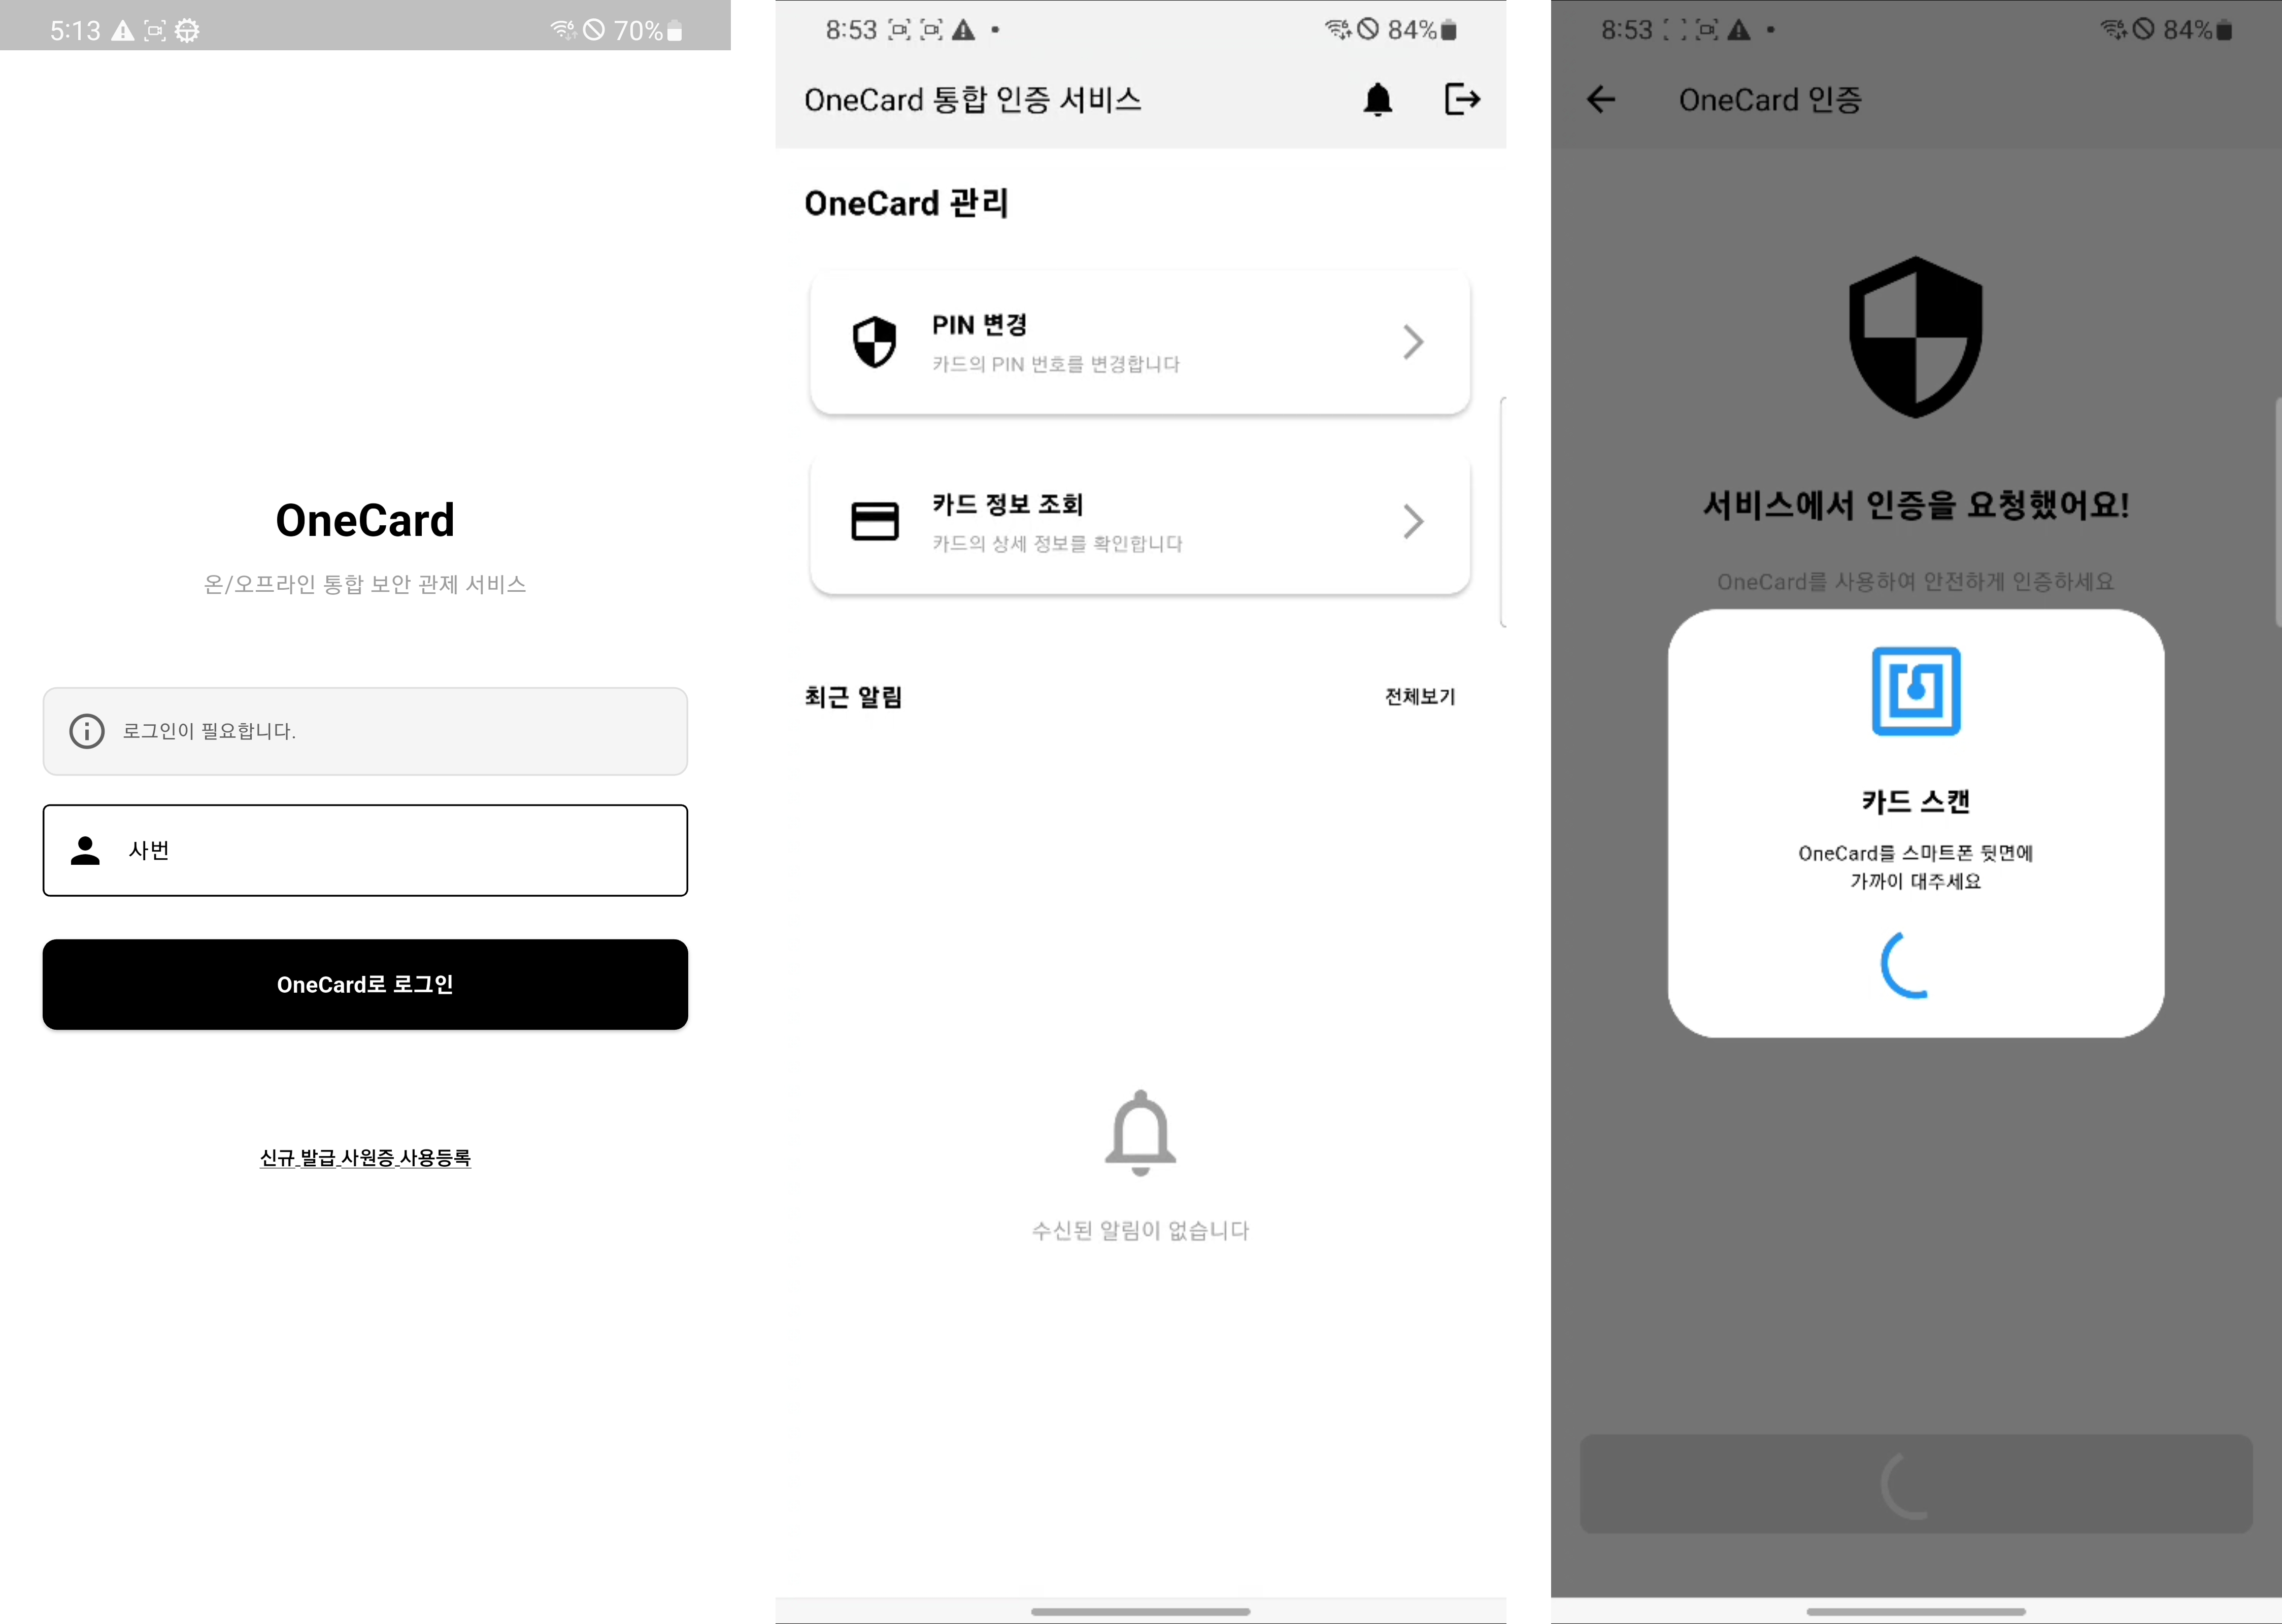 5:13
70%
OneCard
온/오프라인 통합 보안 관제 서비스
로그인이 필요합니다.
사번
OneCard로 로그인
신규 발급 사원증 사용등록
8:53
84%
OneCard 통합 인증 서비스
OneCard 관리
PIN 변경
카드의 PIN 번호를 변경합니다
카드 정보 조회
카드의 상세 정보를 확인합니다
최근 알림
전체보기
수신된 알림이 없습니다
8:53
84%
OneCard 인증
서비스에서 인증을 요청했어요!
OneCard를 사용하여 안전하게 인증하세요
카드 스캔
OneCard를 스마트폰 뒷면에
가까이 대주세요